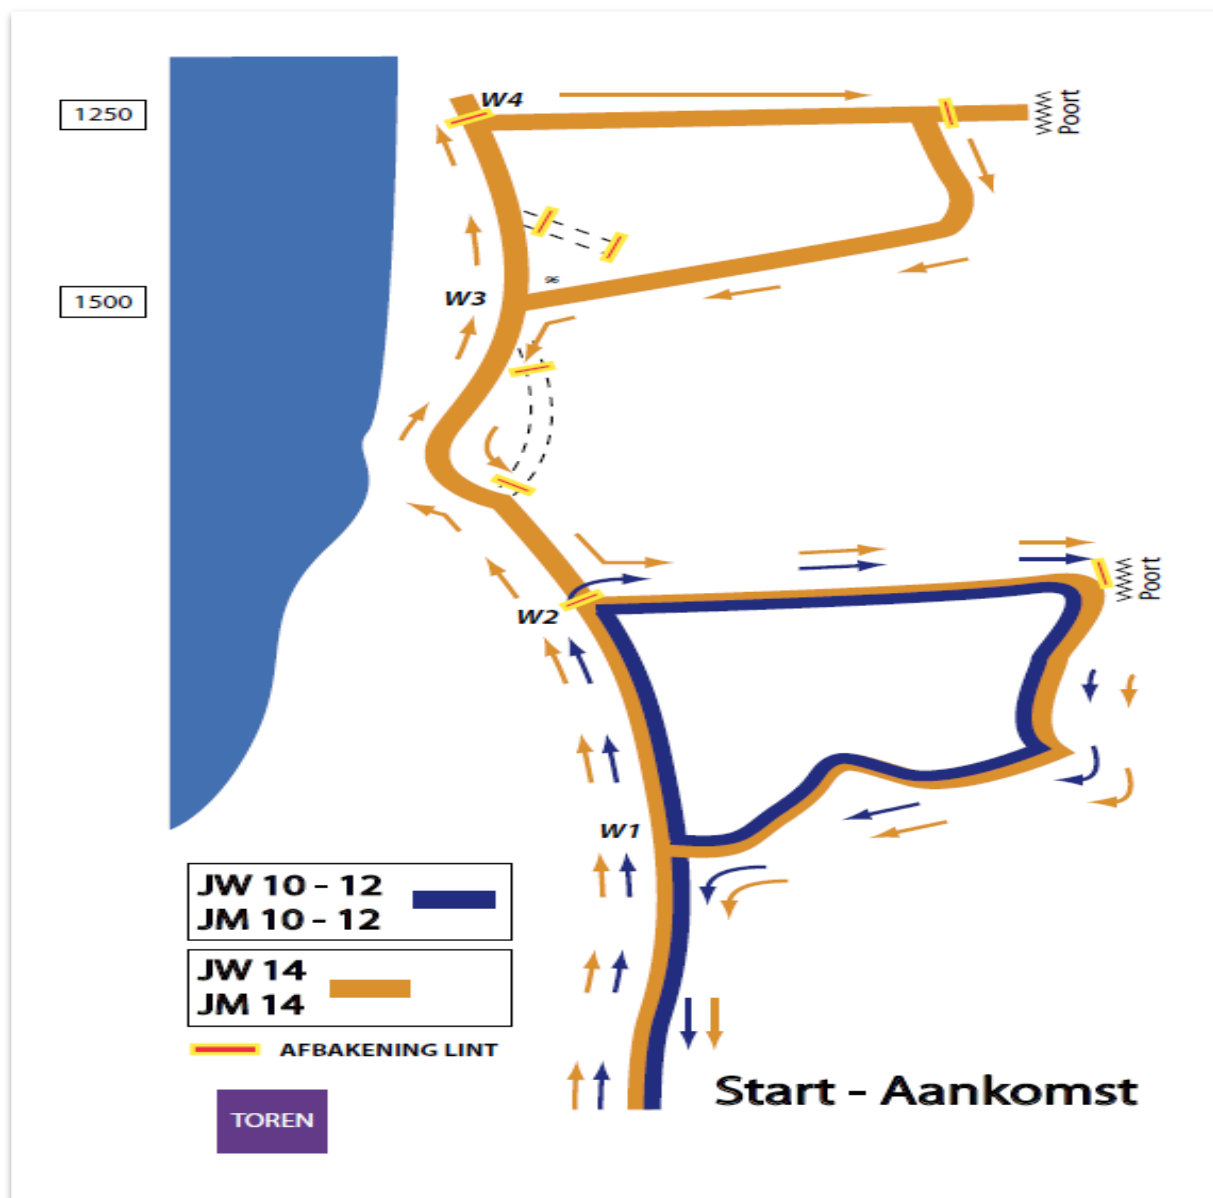 W4
1250
Poort
1500
W3
%
W2
Poort
W1
JW 10 - 12
JM 10 - 12
JW 14
JM 14
AFBAKENING LINT
Start - Aankomst
TOREN